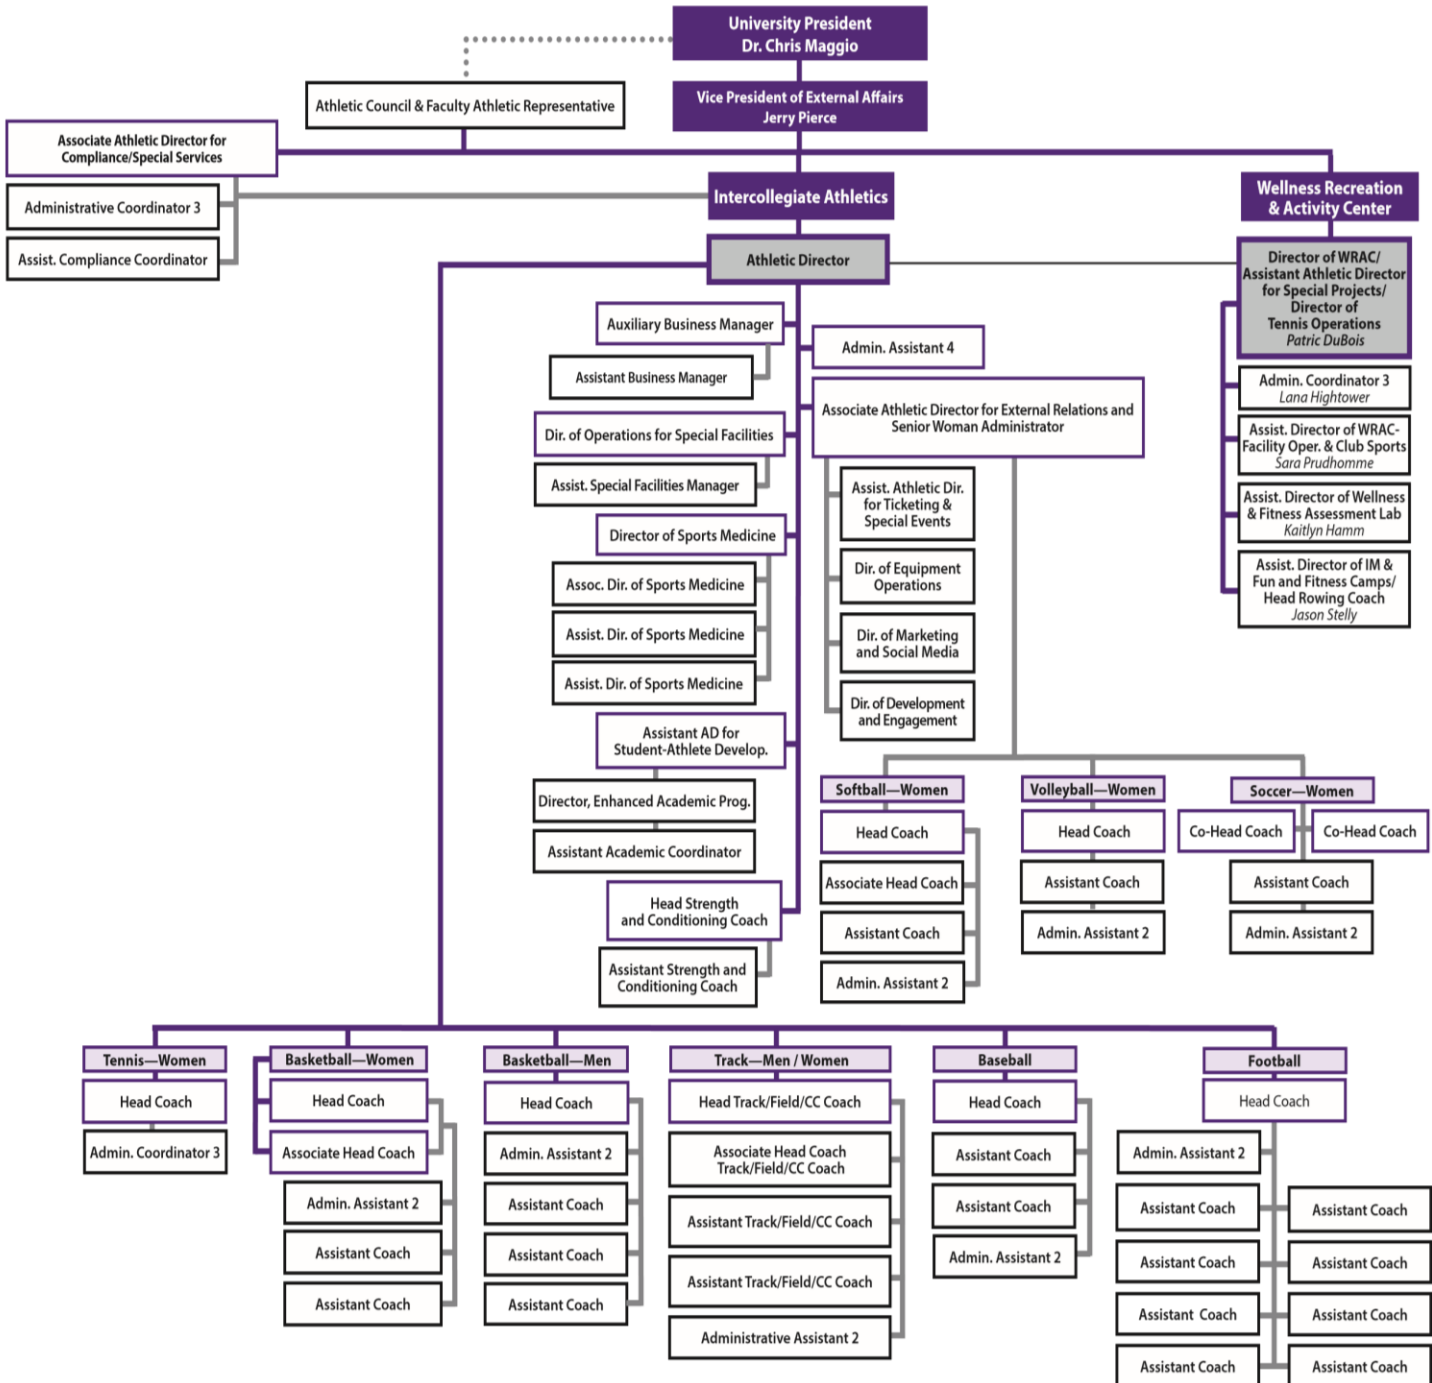 University President
Dr. Chris Maggio
Athletic Council & Faculty Athletic Representative
Vice President of External Affairs
Jerry Pierce
Associate Athletic Director for
Compliance/Special Services
Administrative Coordinator 3
Assist. Compliance Coordinator
Intercollegiate Athletics
Wellness Recreation
& Activity Center
Athletic Director
Director of WRAC/
Assistant Athletic Director
for Special Projects/
Director of
Tennis Operations
Patric DuBois
Admin. Coordinator 3
Lana Hightower
Assist. Director of WRAC-
Facility Oper. & Club Sports
Sara Prudhomme
Assist. Director of Wellness
& Fitness Assessment Lab
Kaitlyn Hamm
Assist. Director of IM &
Fun and Fitness Camps/
Head Rowing Coach
Jason Stelly
Auxiliary Business Manager
Assistant Business Manager
Dir. of Operations for Special Facilities
Assist. Special Facilities Manager
Director of Sports Medicine
Assoc. Dir. of Sports Medicine
Assist. Dir. of Sports Medicine
Assist. Dir. of Sports Medicine
Assistant AD for
Student-Athlete Develop.
Director, Enhanced Academic Prog.
Assistant Academic Coordinator
Head Strength
and Conditioning Coach
Assistant Strength and
Conditioning Coach
Admin. Assistant 4
Associate Athletic Director for External Relations and
Senior Woman Administrator
Assist. Athletic Dir.
for Ticketing &
Special Events
Dir. of Equipment
Operations
Dir. of Marketing
and Social Media
Dir. of Development
and Engagement
Softball—Women
Head Coach
Associate Head Coach
Assistant Coach
Admin. Assistant 2
Volleyball—Women
Head Coach
Assistant Coach
Admin. Assistant 2
Soccer—Women
Co-Head Coach
Co-Head Coach
Assistant Coach
Admin. Assistant 2
Tennis—Women
Head Coach
Admin. Coordinator 3
Basketball—Women
Head Coach
Associate Head Coach
Admin. Assistant 2
Assistant Coach
Assistant Coach
Basketball—Men
Head Coach
Admin. Assistant 2
Assistant Coach
Assistant Coach
Assistant Coach
Track—Men / Women
Head Track/Field/CC Coach
Associate Head Coach
Track/Field/CC Coach
Assistant Track/Field/CC Coach
Assistant Track/Field/CC Coach
Administrative Assistant 2
Baseball
Head Coach
Assistant Coach
Assistant Coach
Admin. Assistant 2
Football
Head Coach
Admin. Assistant 2
Assistant Coach
Assistant Coach
Assistant Coach
Assistant Coach
Assistant Coach
Assistant Coach
Assistant Coach
Assistant Coach